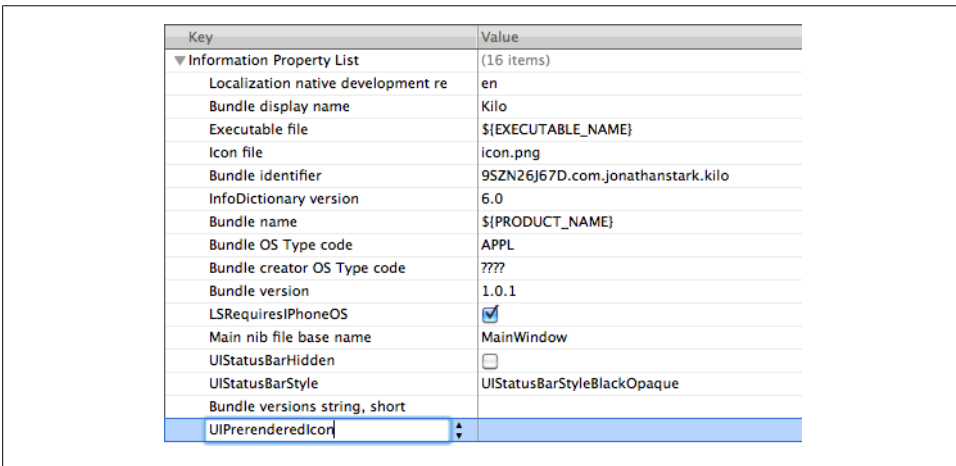 Key Value
Information Property List (16 items)
Localization native development re en
Bundle display name Kilo
Executable file ${EXECUTABLE_NAME}
Icon file icon.png
Bundle identifier 9SZN26J67D.com.jonathanstark.kilo
InfoDictionary version 6.0
Bundle name ${PRODUCT_NAME}
Bundle OS Type code APPL
Bundle creator OS Type code ????
Bundle version 1.0.1
LSRequiresIPhoneOS
Main nib file base name MainWindow
UIStatusBarHidden
UIStatusBarStyle UIStatusBarStyleBlackOpaque
Bundle versions string, short
UIPrerenderedIcon